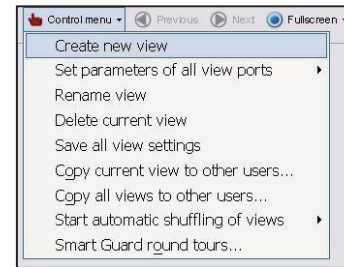 Control menu Previous Next Fullscreen
Create new view
Set parameters of all view ports
Rename view
Delete current view
Save all view settings
Copy current view to other users...
Copy all views to other users...
Start automatic shuffling of views
Smart Guard round tours...